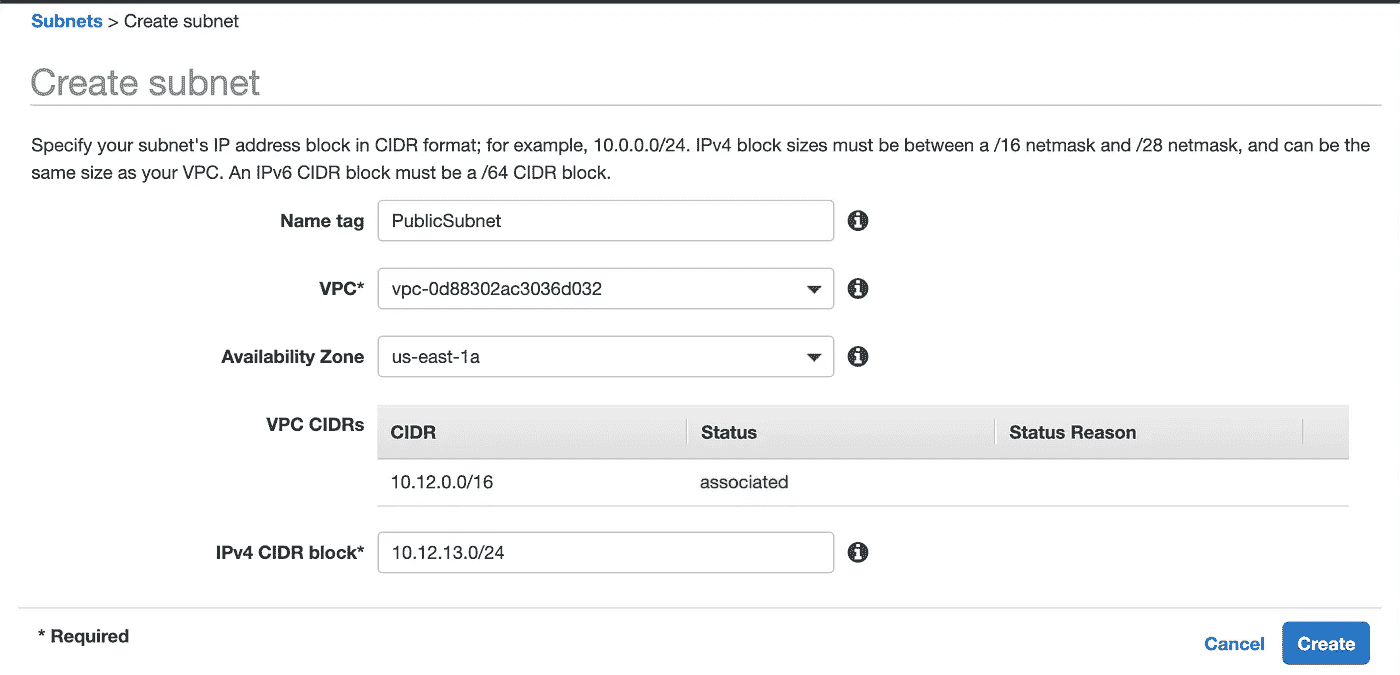 Subnets > Create subnet
Create subnet
Specify your subnet's IP address block in CIDR format; for example, 10.0.0.0/24. IPv4 block sizes must be between a /16 netmask and /28 netmask, and can be the
same size as your VPC. An IPv6 CIDR block must be a /64 CIDR block.
Name tag PublicSubnet
VPC* vpc-0d88302ac3036d032
Availability Zone us-east-1a
VPC CIDRs CIDR Status Status Reason
10.12.0.0/16 associated
IPv4 CIDR block* 10.12.13.0/24
* Required
Cancel Create